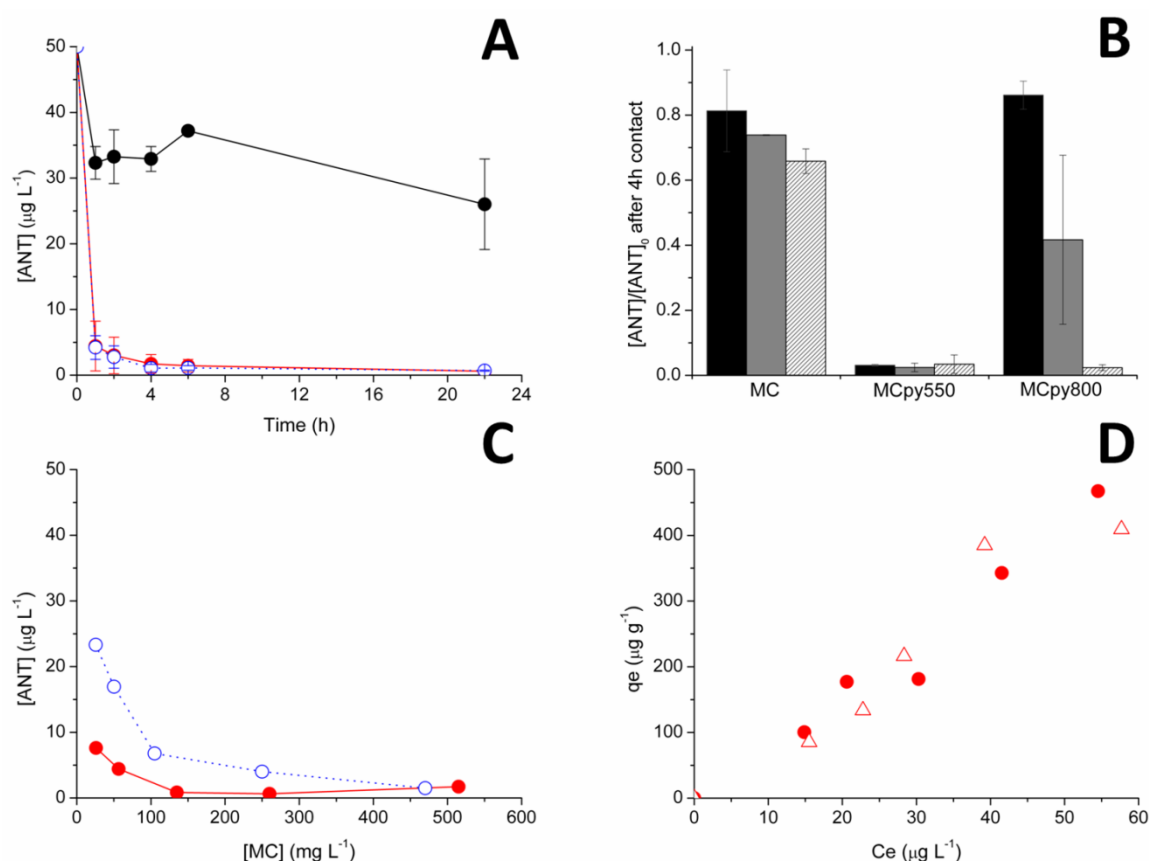 A
[ANT] (µg L⁻¹)
50
40
30
20
10
0
0 4 8 12 16 20 24
Time (h)
B
[ANT]/[ANT]₀ after 4h contact
1.0
0.8
0.6
0.4
0.2
0.0
MC MCpy550 MCpy800
C
[ANT] (µg L⁻¹)
50
40
30
20
10
0
0 100 200 300 400 500 600
[MC] (mg L⁻¹)
D
qe (µg g⁻¹)
500
400
300
200
100
0
0 10 20 30 40 50 60
Ce (µg L⁻¹)